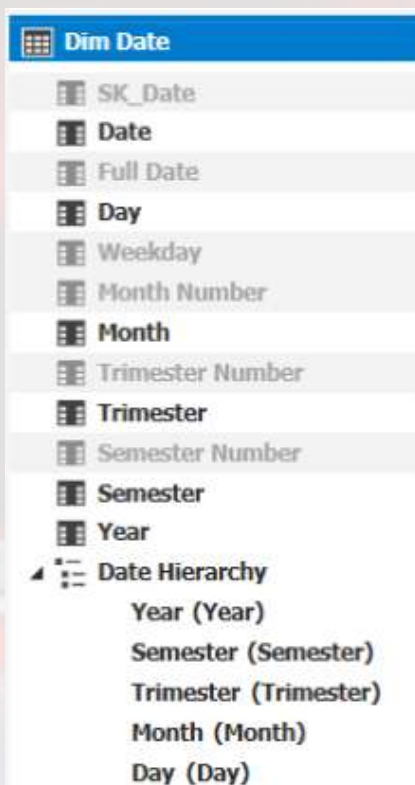 Dim Date
SK_Date
Date
Full Date
Day
Weekday
Month Number
Month
Trimester Number
Trimester
Semester Number
Semester
Year
Date Hierarchy
Year (Year)
Semester (Semester)
Trimester (Trimester)
Month (Month)
Day (Day)